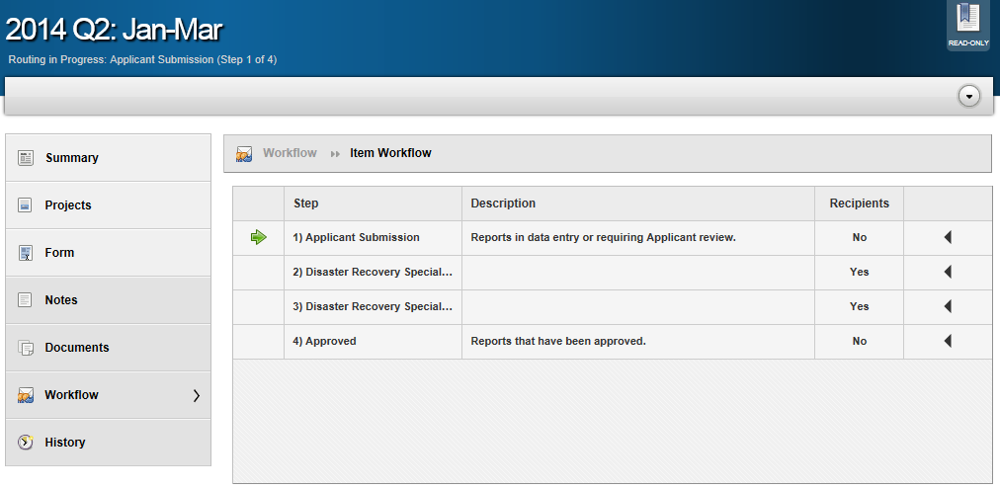 2014 Q2: Jan-Mar
READ-ONLY
Routing in Progress: Applicant Submission (Step 1 of 4)
Summary
Projects
Form
Notes
Documents
Workflow
History
Workflow Item Workflow
Step Description Recipients
1) Applicant Submission Reports in data entry or requiring Applicant review. No
2) Disaster Recovery Special... Yes
3) Disaster Recovery Special... Yes
4) Approved Reports that have been approved. No